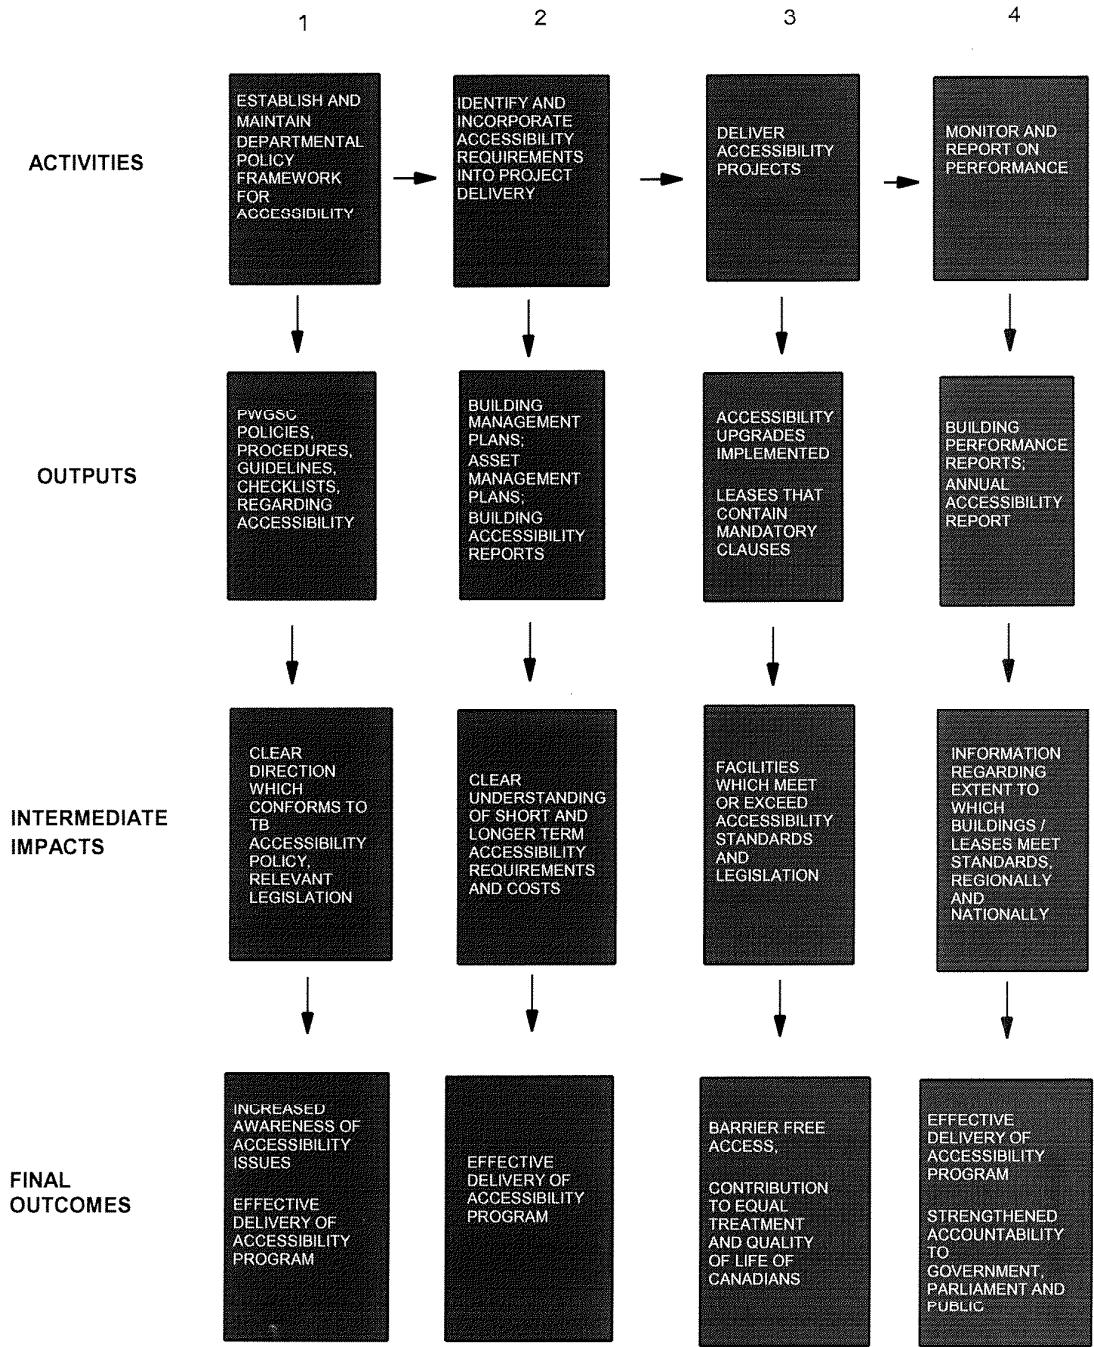 1
2
3
4
ACTIVITIES
ESTABLISH AND
MAINTAIN
DEPARTMENTAL
POLICY
FRAMEWORK
FOR
ACCESSIBILITY
IDENTIFY AND
INCORPORATE
ACCESSIBILITY
REQUIREMENTS
INTO PROJECT
DELIVERY
DELIVER
ACCESSIBILITY
PROJECTS
MONITOR AND
REPORT ON
PERFORMANCE
OUTPUTS
PWGSC
POLICIES,
PROCEDURES,
GUIDELINES,
CHECKLISTS,
REGARDING
ACCESSIBILITY
BUILDING
MANAGEMENT
PLANS;
ASSET
MANAGEMENT
PLANS;
BUILDING
ACCESSIBILITY
REPORTS
ACCESSIBILITY
UPGRADES
IMPLEMENTED
LEASES THAT
CONTAIN
MANDATORY
CLAUSES
BUILDING
PERFORMANCE
REPORTS;
ANNUAL
ACCESSIBILITY
REPORT
INTERMEDIATE
IMPACTS
CLEAR
DIRECTION
WHICH
CONFORMS TO
TB
ACCESSIBILITY
POLICY,
RELEVANT
LEGISLATION
CLEAR
UNDERSTANDING
OF SHORT AND
LONGER TERM
ACCESSIBILITY
REQUIREMENTS
AND COSTS
FACILITIES
WHICH MEET
OR EXCEED
ACCESSIBILITY
STANDARDS
AND
LEGISLATION
INFORMATION
REGARDING
EXTENT TO
WHICH
BUILDINGS /
LEASES MEET
STANDARDS,
REGIONALLY
AND
NATIONALLY
FINAL
OUTCOMES
INCREASED
AWARENESS OF
ACCESSIBILITY
ISSUES
EFFECTIVE
DELIVERY OF
ACCESSIBILITY
PROGRAM
EFFECTIVE
DELIVERY OF
ACCESSIBILITY
PROGRAM
BARRIER FREE
ACCESS,
CONTRIBUTION
TO EQUAL
TREATMENT
AND QUALITY
OF LIFE OF
CANADIANS
EFFECTIVE
DELIVERY OF
ACCESSIBILITY
PROGRAM
STRENGTHENED
ACCOUNTABILITY
TO
GOVERNMENT,
PARLIAMENT AND
PUBLIC